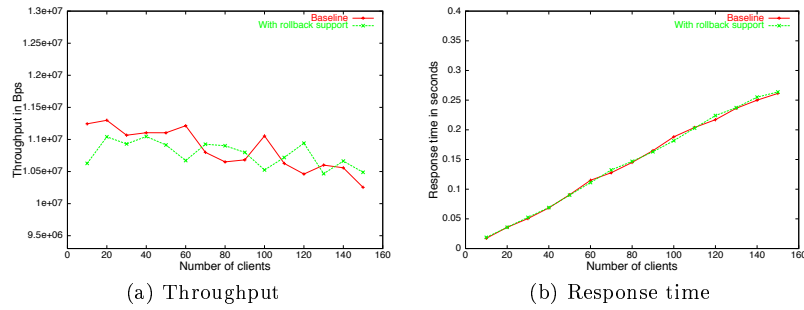 1.3e+07
1.25e+07
1.2e+07
1.15e+07
1.1e+07
1.05e+07
1e+07
9.5e+06
Throughput in Bps
Baseline
With rollback support
0 20 40 60 80 100 120 140 160
Number of clients
(a) Throughput
0.4
0.35
0.3
0.25
0.2
0.15
0.1
0.05
0
Response time in seconds
Baseline
With rollback support
0 20 40 60 80 100 120 140 160
Number of clients
(b) Response time